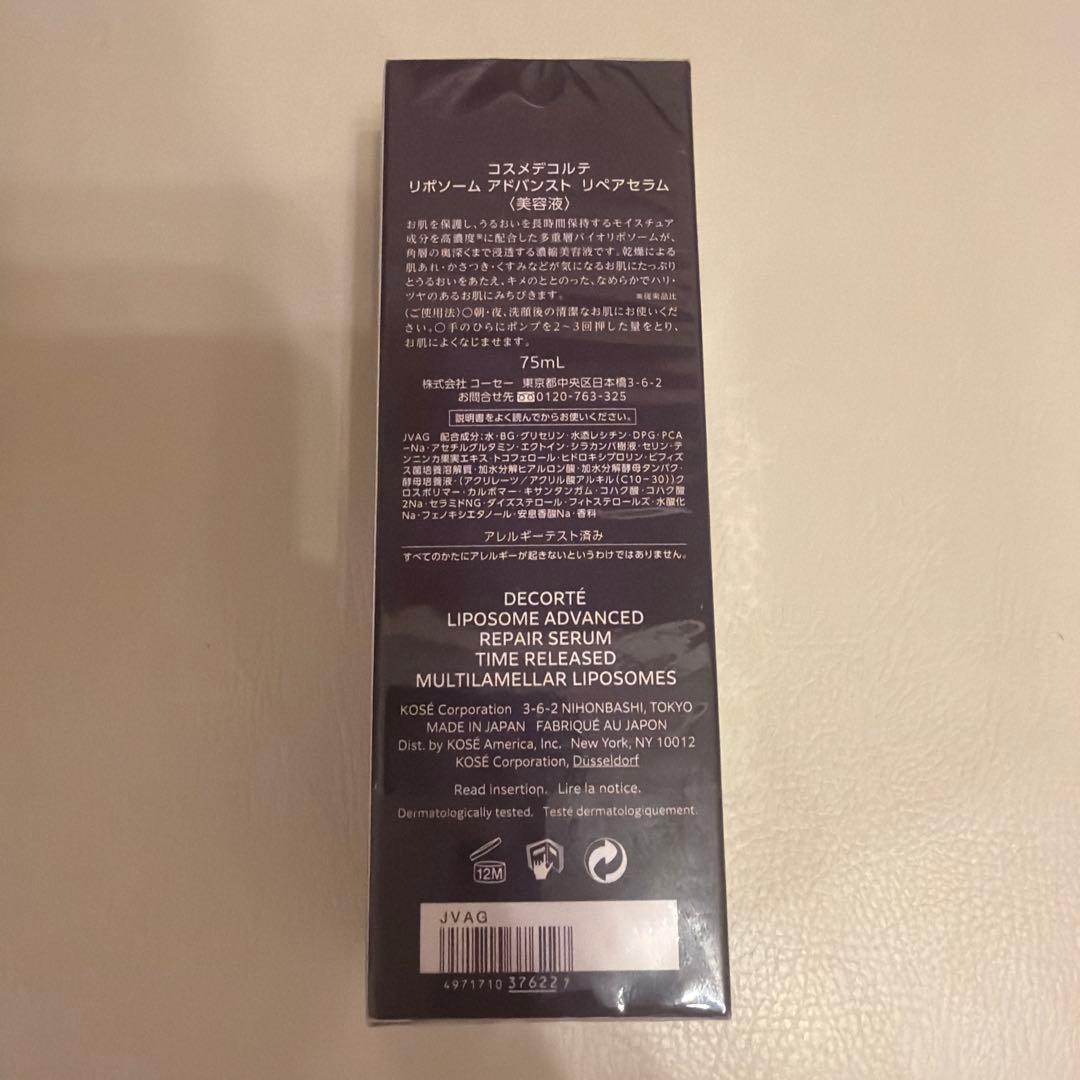 コスメデコルテ
リポソーム アドバンスト リペアセラム
〈美容液〉
お肌を保護し、うるおいを長時間保持するモイスチュア
成分を高濃度※に配合した多重層バイオリポソームが、
角層の奥深くまで浸透する濃縮美容液です。乾燥による
肌あれ・かさつき・くすみなどが気になるお肌にたっぷり
とうるおいをあたえ、キメのととのった、なめらかでハリ・
ツヤのあるお肌にみちびきます。 ※従来品比
〈ご使用法〉○朝・夜、洗顔後の清潔なお肌にお使いくだ
さい。○手のひらにポンプを2～3回押した量をとり、
お肌によくなじませます。
75mL
株式会社 コーセー 東京都中央区日本橋3-6-2
お問合せ先 0120-763-325
説明書をよく読んでからお使いください。
JVAG 配合成分:水・BG・グリセリン・水添レシチン・DPG・PCA
-Na・アセチルグルタミン・エクトイン・シラカンバ樹液・セリン・テ
ンニンカ果実エキス・トコフェロール・ヒドロキシプロリン・ビフィズ
ス菌培養溶解質・加水分解ヒアルロン酸・加水分解酵母タンパク・
酵母培養液・(アクリレーツ/アクリル酸アルキル(C10-30))ク
ロスポリマー・カルボマー・キサンタンガム・コハク酸・コハク酸
2Na・セラミドNG・ダイズステロール・フィトステロールズ・水酸化
Na・フェノキシエタノール・安息香酸Na・香料
アレルギーテスト済み
すべてのかたにアレルギーが起きないというわけではありません。
DECORTÉ
LIPOSOME ADVANCED
REPAIR SERUM
TIME RELEASED
MULTILAMELLAR LIPOSOMES
KOSÉ Corporation 3-6-2 NIHONBASHI, TOKYO
MADE IN JAPAN FABRIQUÉ AU JAPON
Dist. by KOSÉ America, Inc. New York, NY 10012
KOSÉ Corporation, Düsseldorf
Read insertion. Lire la notice.
Dermatologically tested. Testé dermatologiquement.
12M
JVAG
4971710 376227